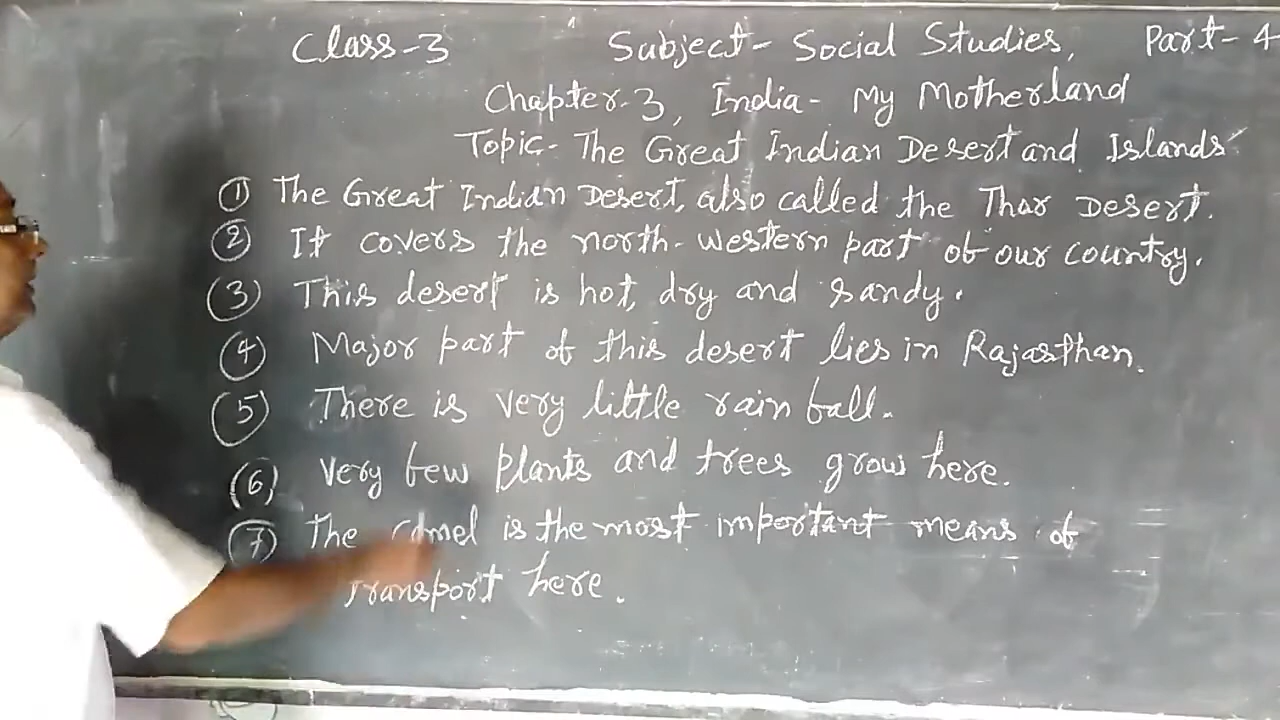 Class-3 Subject- Social Studies, Part-4
Chapter-3, India- My Motherland
Topic- The Great Indian Desert and Islands
① The Great Indian Desert, also called the Thar Desert.
② It covers the north-western part of our country.
③ This desert is hot, dry and sandy.
④ Major part of this desert lies in Rajasthan.
⑤ There is very little rain fall.
(6) Very few plants and trees grow here.
⑦ The camel is the most important means of
transport here.